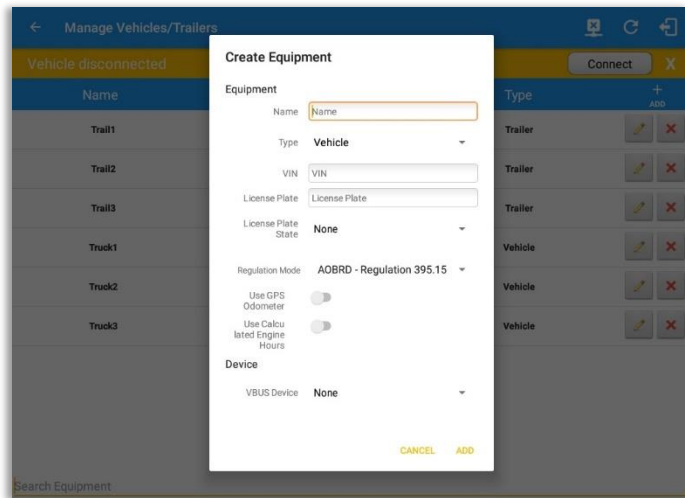 Manage Vehicles/Trailers
Vehicle disconnected
Connect
X
Name
Type
ADD
Trail1
Trailer
Trail2
Trailer
Trail3
Trailer
Truck1
Vehicle
Truck2
Vehicle
Truck3
Vehicle
Search Equipment
Create Equipment
Equipment
Name
Name
Type
Vehicle
VIN
VIN
License Plate
License Plate
License Plate
State
None
Regulation Mode
AOBRD - Regulation 395.15
Use GPS
Odometer
Use Calcu
lated Engine
Hours
Device
VBUS Device
None
CANCEL
ADD